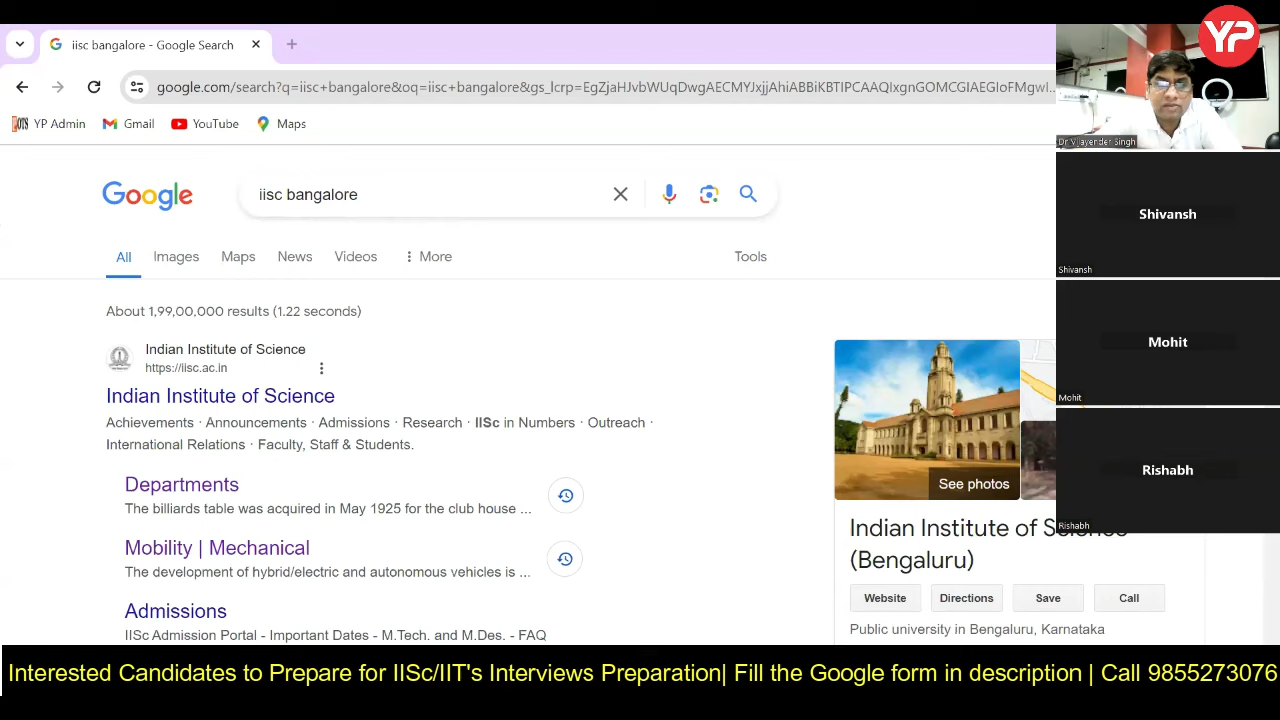 iisc bangalore - Google Search
google.com/search?q=iisc+bangalore&oq=iisc+bangalore&gs_lcrp=
YP Admin
Gmail
YouTube
Maps
YP
Dr Vijayender Singh
Google
iisc bangalore
All
Images
Maps
News
Videos
More
Tools
Shivansh
Shivansh
About 1,99,00,000 results (1.22 seconds)
Indian Institute of Science
https://iisc.ac.in
Indian Institute of Science
Achievements · Announcements · Admissions · Research · IISc in Numbers · Outreach ·
International Relations · Faculty, Staff & Students.
Departments
The billiards table was acquired in May 1925 for the club house ...
Mobility | Mechanical
The development of hybrid/electric and autonomous vehicles is ...
Admissions
IISc Admission Portal - Important Dates - M.Tech. and M.Des. - FAQ
Mohit
Mohit
See photos
Rishabh
Rishabh
Indian Institute of Science
(Bengaluru)
Website
Directions
Save
Call
Public university in Bengaluru, Karnataka
Interested Candidates to Prepare for IISc/IIT's Interviews Preparation| Fill the Google form in description | Call 9855273076